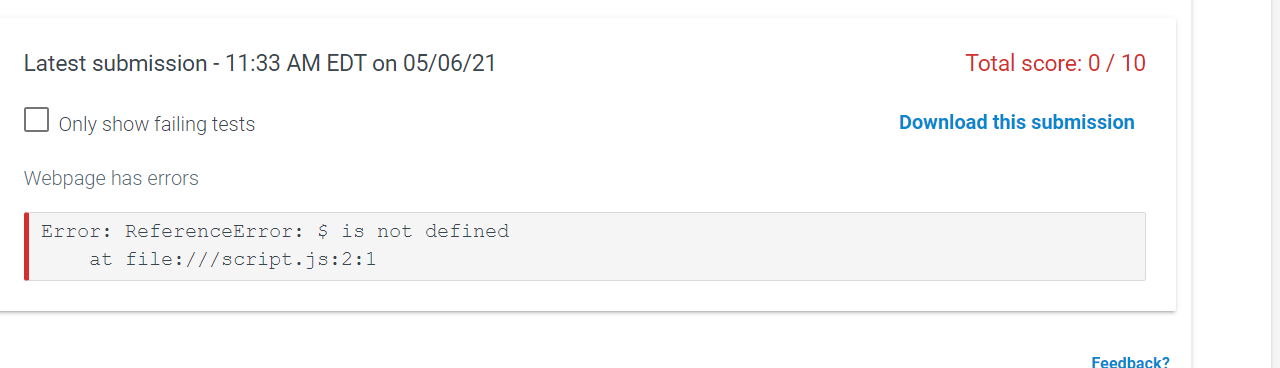 Latest submission - 11:33 AM EDT on 05/06/21
Total score: 0 / 10
Only show failing tests
Download this submission
Webpage has errors
Error: ReferenceError: $ is not defined
    at file:///script.js:2:1
Feedback?